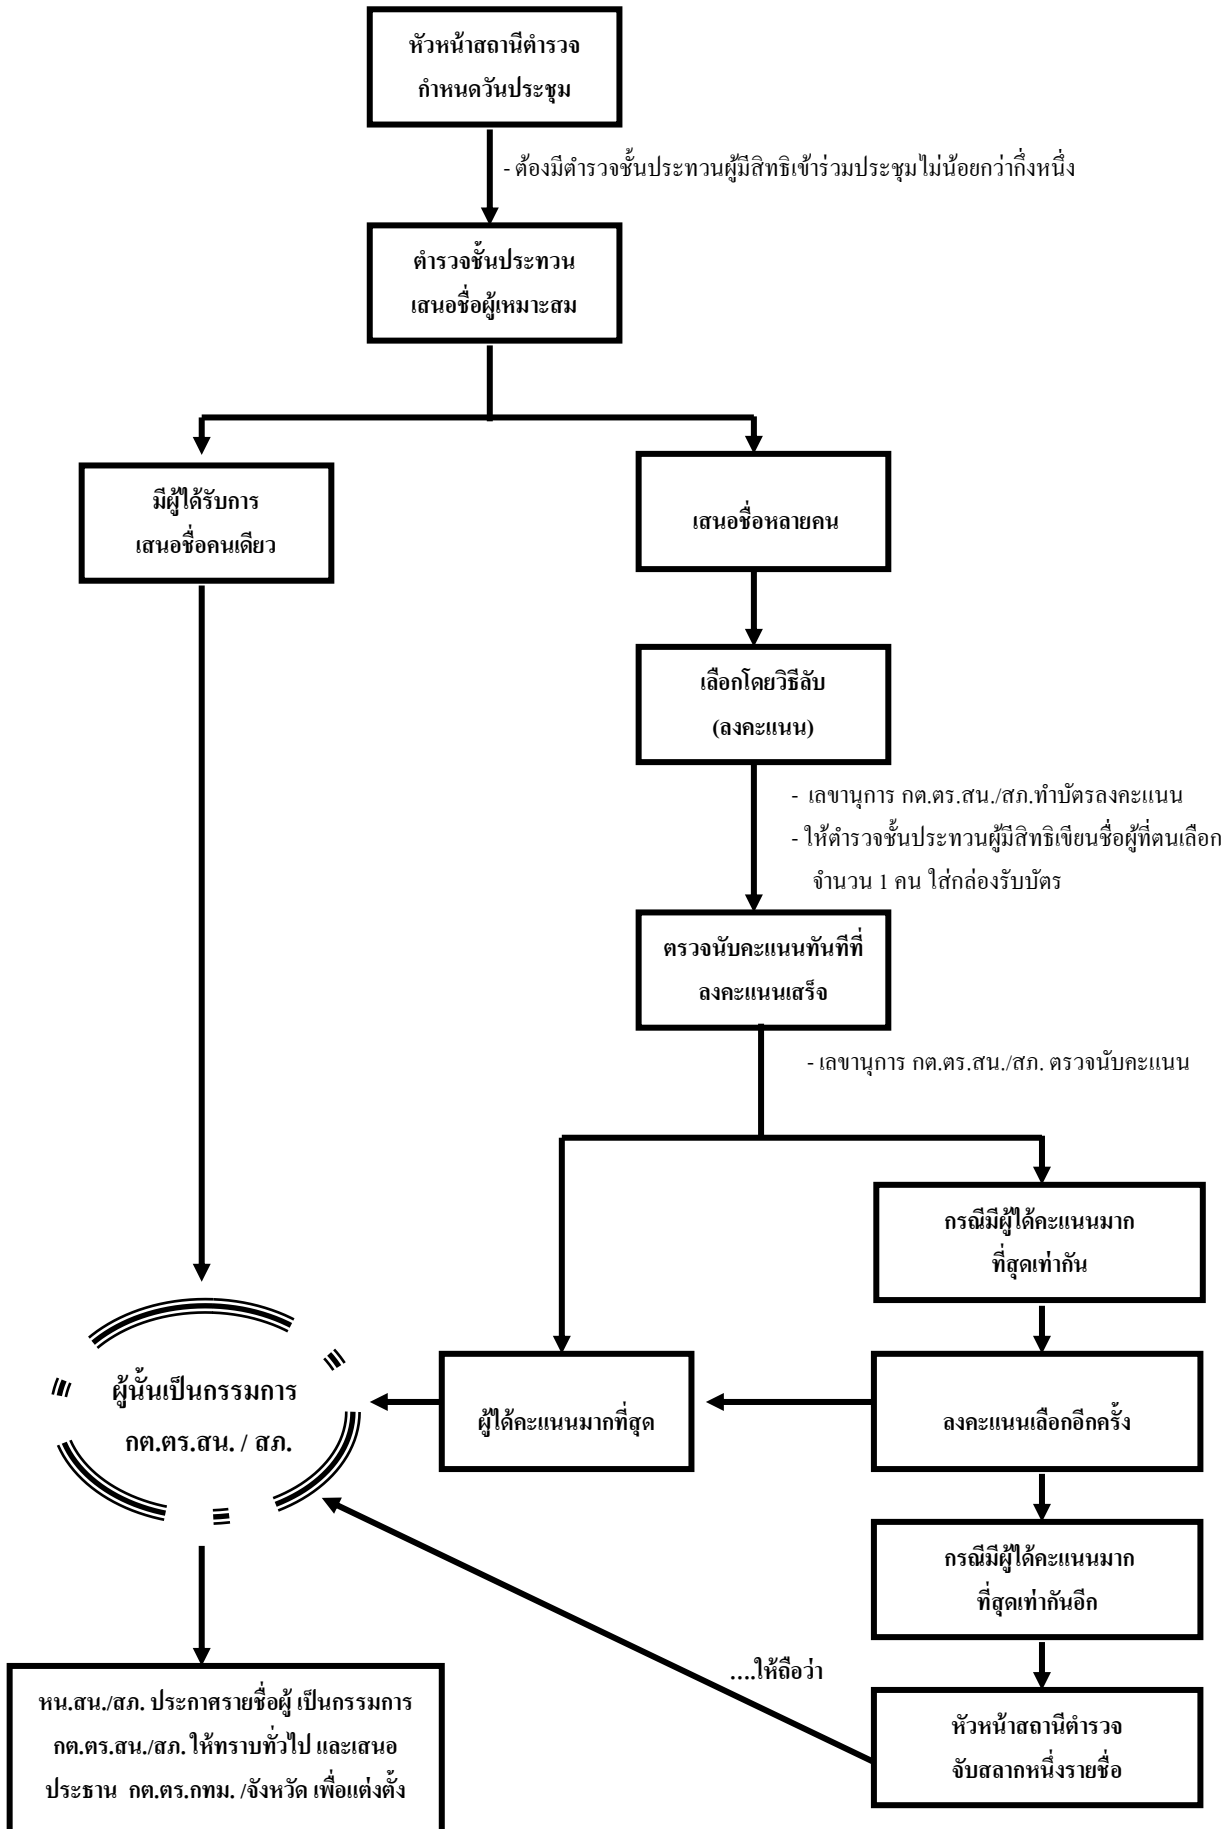 หัวหน้าสถานีตำรวจ
กำหนดวันประชุม
- ต้องมีตำรวจชั้นประทวนผู้มีสิทธิเข้าร่วมประชุมไม่น้อยกว่ากึ่งหนึ่ง
ตำรวจชั้นประทวน
เสนอชื่อผู้เหมาะสม
มีผู้ได้รับการ
เสนอชื่อคนเดียว
เสนอชื่อหลายคน
เลือกโดยวิธีลับ
(ลงคะแนน)
- เลขานุการ กต.ตร.สน./สภ.ทำบัตรลงคะแนน
- ให้ตำรวจชั้นประทวนผู้มีสิทธิเขียนชื่อผู้ที่ตนเลือก
จำนวน 1 คน ใส่กล่องรับบัตร
ตรวจนับคะแนนทันทีที่
ลงคะแนนเสร็จ
- เลขานุการ กต.ตร.สน./สภ. ตรวจนับคะแนน
กรณีมีผู้ได้คะแนนมาก
ที่สุดเท่ากัน
ผู้นั้นเป็นกรรมการ
กต.ตร.สน. / สภ.
ผู้ได้คะแนนมากที่สุด
ลงคะแนนเลือกอีกครั้ง
กรณีมีผู้ได้คะแนนมาก
ที่สุดเท่ากันอีก
....ให้ถือว่า
หัวหน้าสถานีตำรวจ
จับสลากหนึ่งรายชื่อ
หน.สน./สภ. ประกาศรายชื่อผู้ เป็นกรรมการ
กต.ตร.สน./สภ. ให้ทราบทั่วไป และเสนอ
ประธาน กต.ตร.กทม. /จังหวัด เพื่อแต่งตั้ง